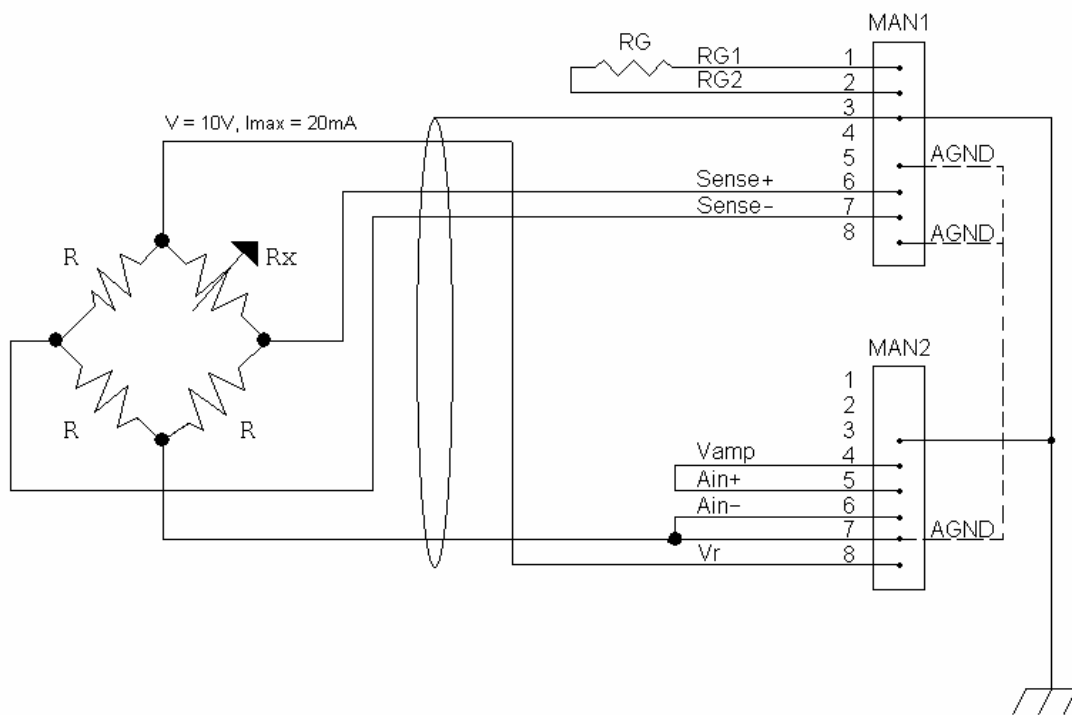 MAN1
RG
RG1 1
RG2 2
3
V = 10V, Imax = 20mA
4
5 AGND
Sense+ 6
Sense− 7
8 AGND
R Rx
R R
MAN2
1
2
3
Vamp 4
Ain+ 5
Ain− 6
7 AGND
Vr 8